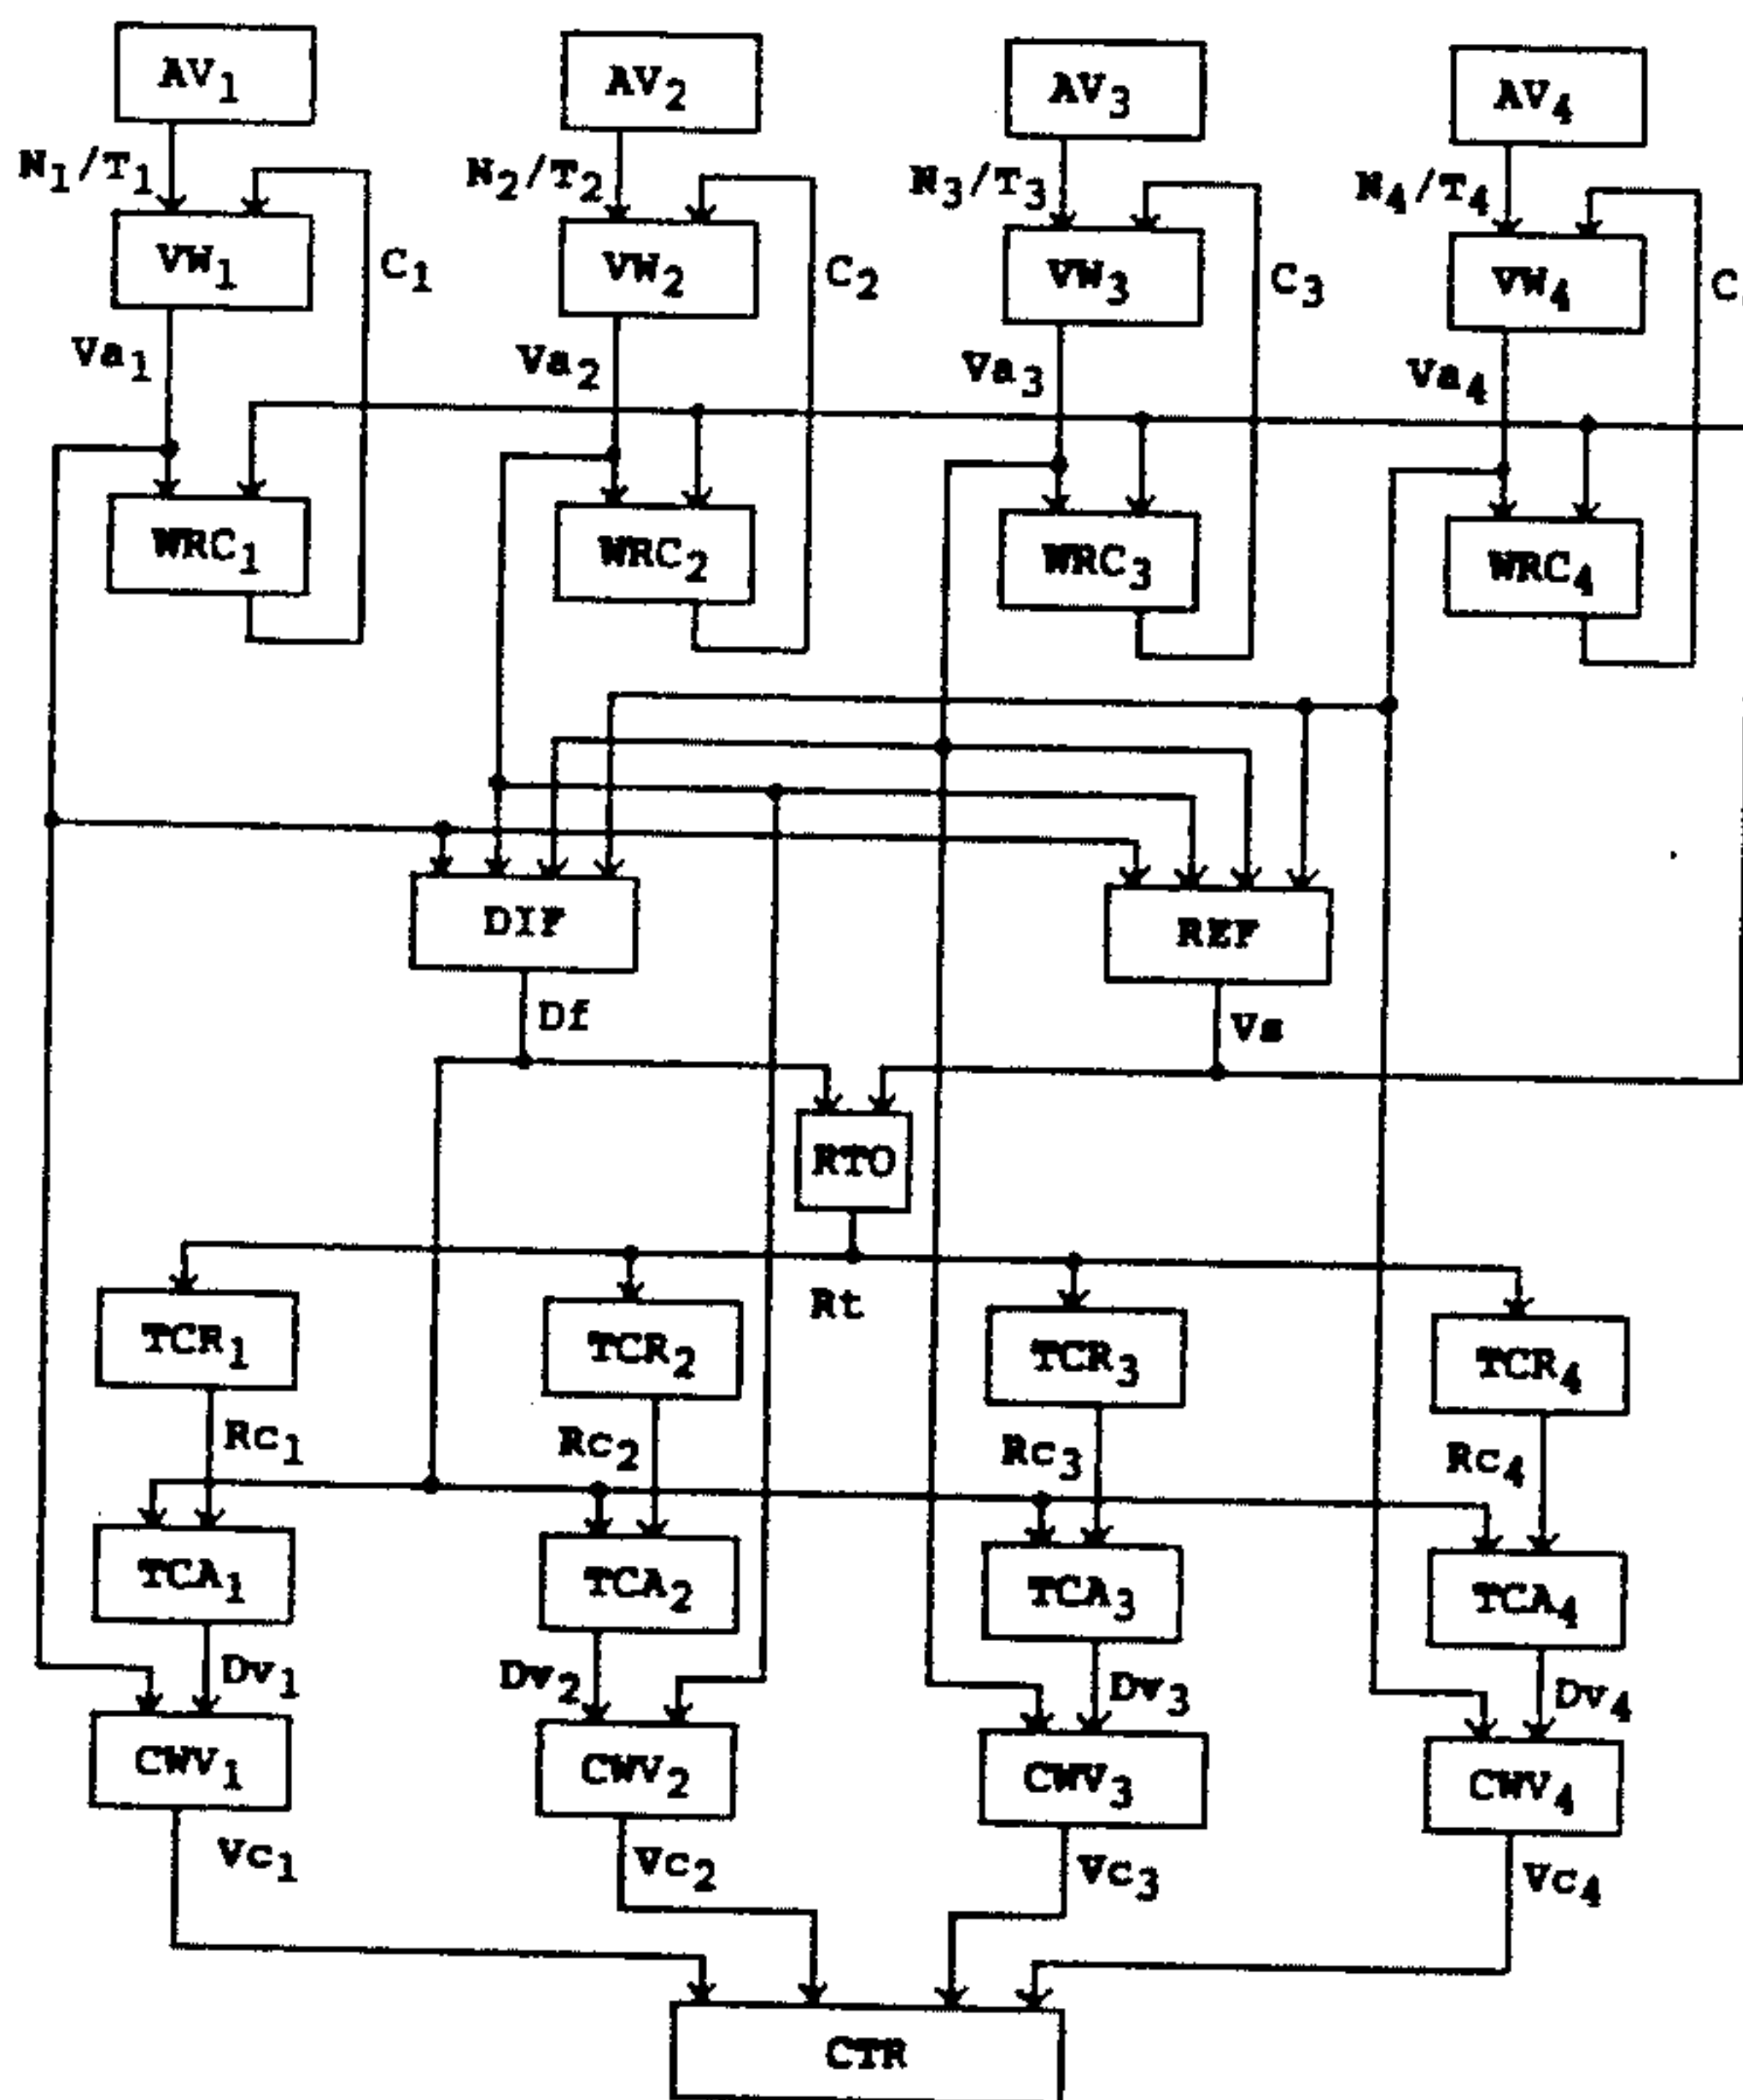 AV1 AV2 AV3 AV4
N1/T1 N2/T2 N3/T3 N4/T4
VW1 C1 VW2 C2 VW3 C3 VW4 C
Va1 Va2 Va3 Va4
WRC1 WRC2 WRC3 WRC4
DIF REF
Df Vs
RTO
Rt
TCR1 TCR2 TCR3 TCR4
Rc1 Rc2 Rc3 Rc4
TCA1 TCA2 TCA3 TCA4
Dv1 Dv2 Dv3 Dv4
CWV1 CWV2 CWV3 CWV4
Vc1 Vc2 Vc3 Vc4
CTR